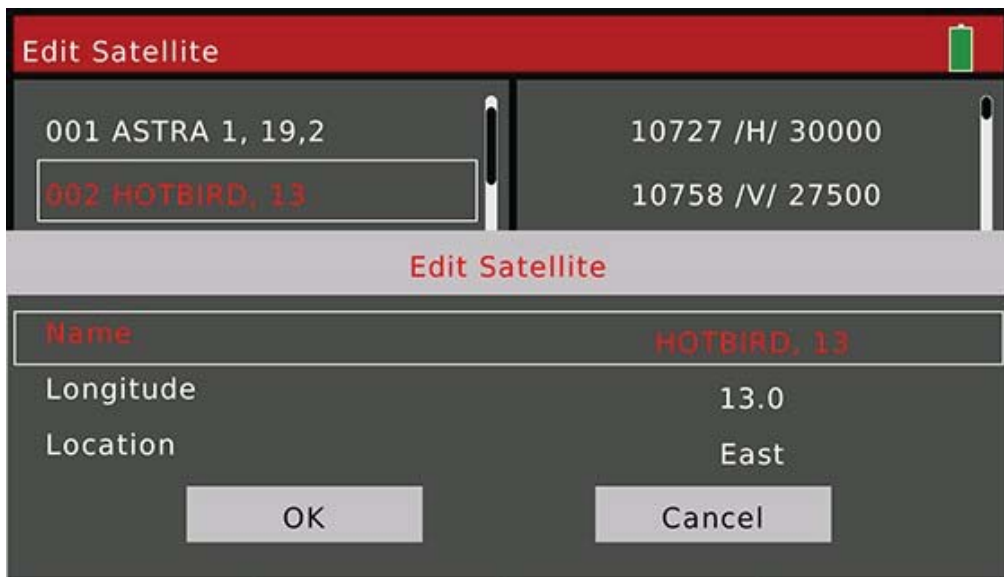 Edit Satellite
001 ASTRA 1, 19,2
10727 /H/ 30000
002 HOTBIRD, 13
10758 /V/ 27500
Edit Satellite
Name
HOTBIRD, 13
Longitude
13.0
Location
East
OK
Cancel